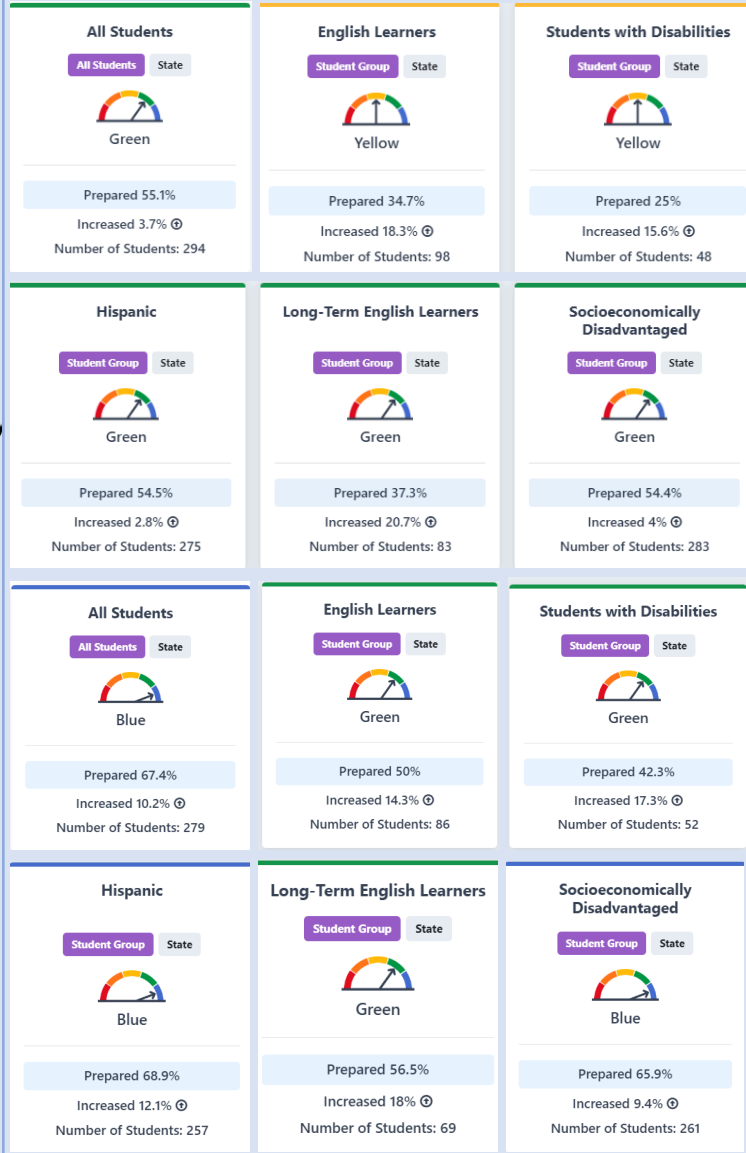 All Students
All Students State
Green
Prepared 55.1%
Increased 3.7%
Number of Students: 294
English Learners
Student Group State
Yellow
Prepared 34.7%
Increased 18.3%
Number of Students: 98
Students with Disabilities
Student Group State
Yellow
Prepared 25%
Increased 15.6%
Number of Students: 48
Hispanic
Student Group State
Green
Prepared 54.5%
Increased 2.8%
Number of Students: 275
Long-Term English Learners
Student Group State
Green
Prepared 37.3%
Increased 20.7%
Number of Students: 83
Socioeconomically
Disadvantaged
Student Group State
Green
Prepared 54.4%
Increased 4%
Number of Students: 283
All Students
All Students State
Blue
Prepared 67.4%
Increased 10.2%
Number of Students: 279
English Learners
Student Group State
Green
Prepared 50%
Increased 14.3%
Number of Students: 86
Students with Disabilities
Student Group State
Green
Prepared 42.3%
Increased 17.3%
Number of Students: 52
Hispanic
Student Group State
Blue
Prepared 68.9%
Increased 12.1%
Number of Students: 257
Long-Term English Learners
Student Group State
Green
Prepared 56.5%
Increased 18%
Number of Students: 69
Socioeconomically
Disadvantaged
Student Group State
Blue
Prepared 65.9%
Increased 9.4%
Number of Students: 261